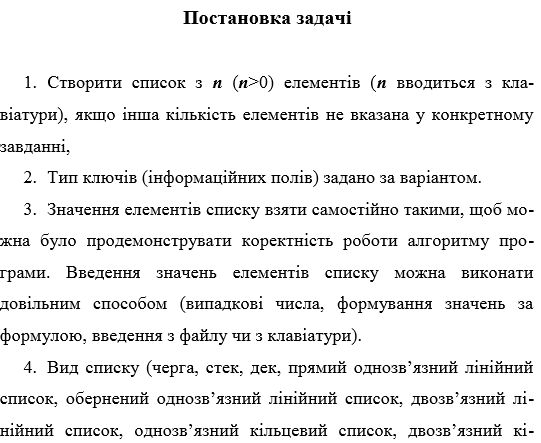 Постановка задачі
1. Створити список з n (n>0) елементів (n вводиться з кла-
віатури), якщо інша кількість елементів не вказана у конкретному
завданні,
2. Тип ключів (інформаційних полів) задано за варіантом.
3. Значення елементів списку взяти самостійно такими, щоб мо-
жна було продемонструвати коректність роботи алгоритму про-
грами. Введення значень елементів списку можна виконати
довільним способом (випадкові числа, формування значень за
формулою, введення з файлу чи з клавіатури).
4. Вид списку (черга, стек, дек, прямий однозв’язний лінійний
список, обернений однозв’язний лінійний список, двозв’язний лі-
нійний список, однозв’язний кільцевий список, двозв’язний кі-